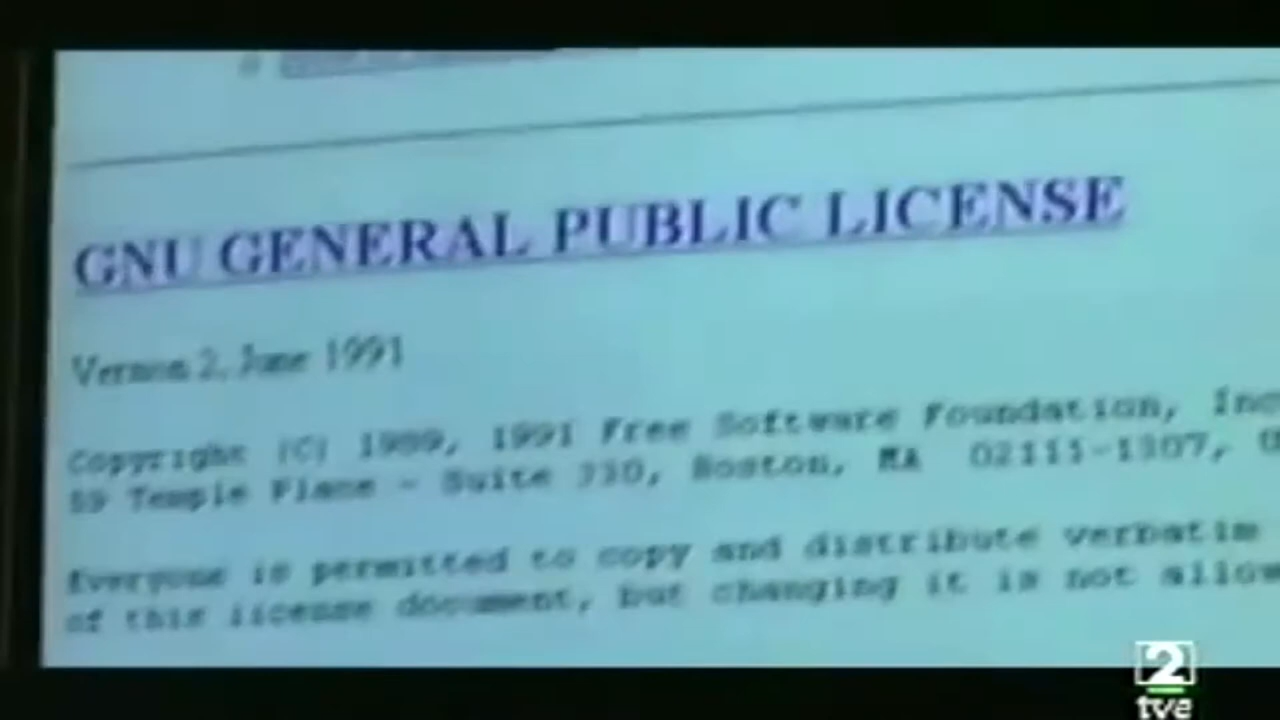 GNU GENERAL PUBLIC LICENSE
Version 2, June 1991
Copyright (C) 1989, 1991 Free Software Foundation, Inc
59 Temple Place - Suite 330, Boston, MA 02111-1307, U
Everyone is permitted to copy and distribute verbatim
of this license document, but changing it is not allow
2
tve